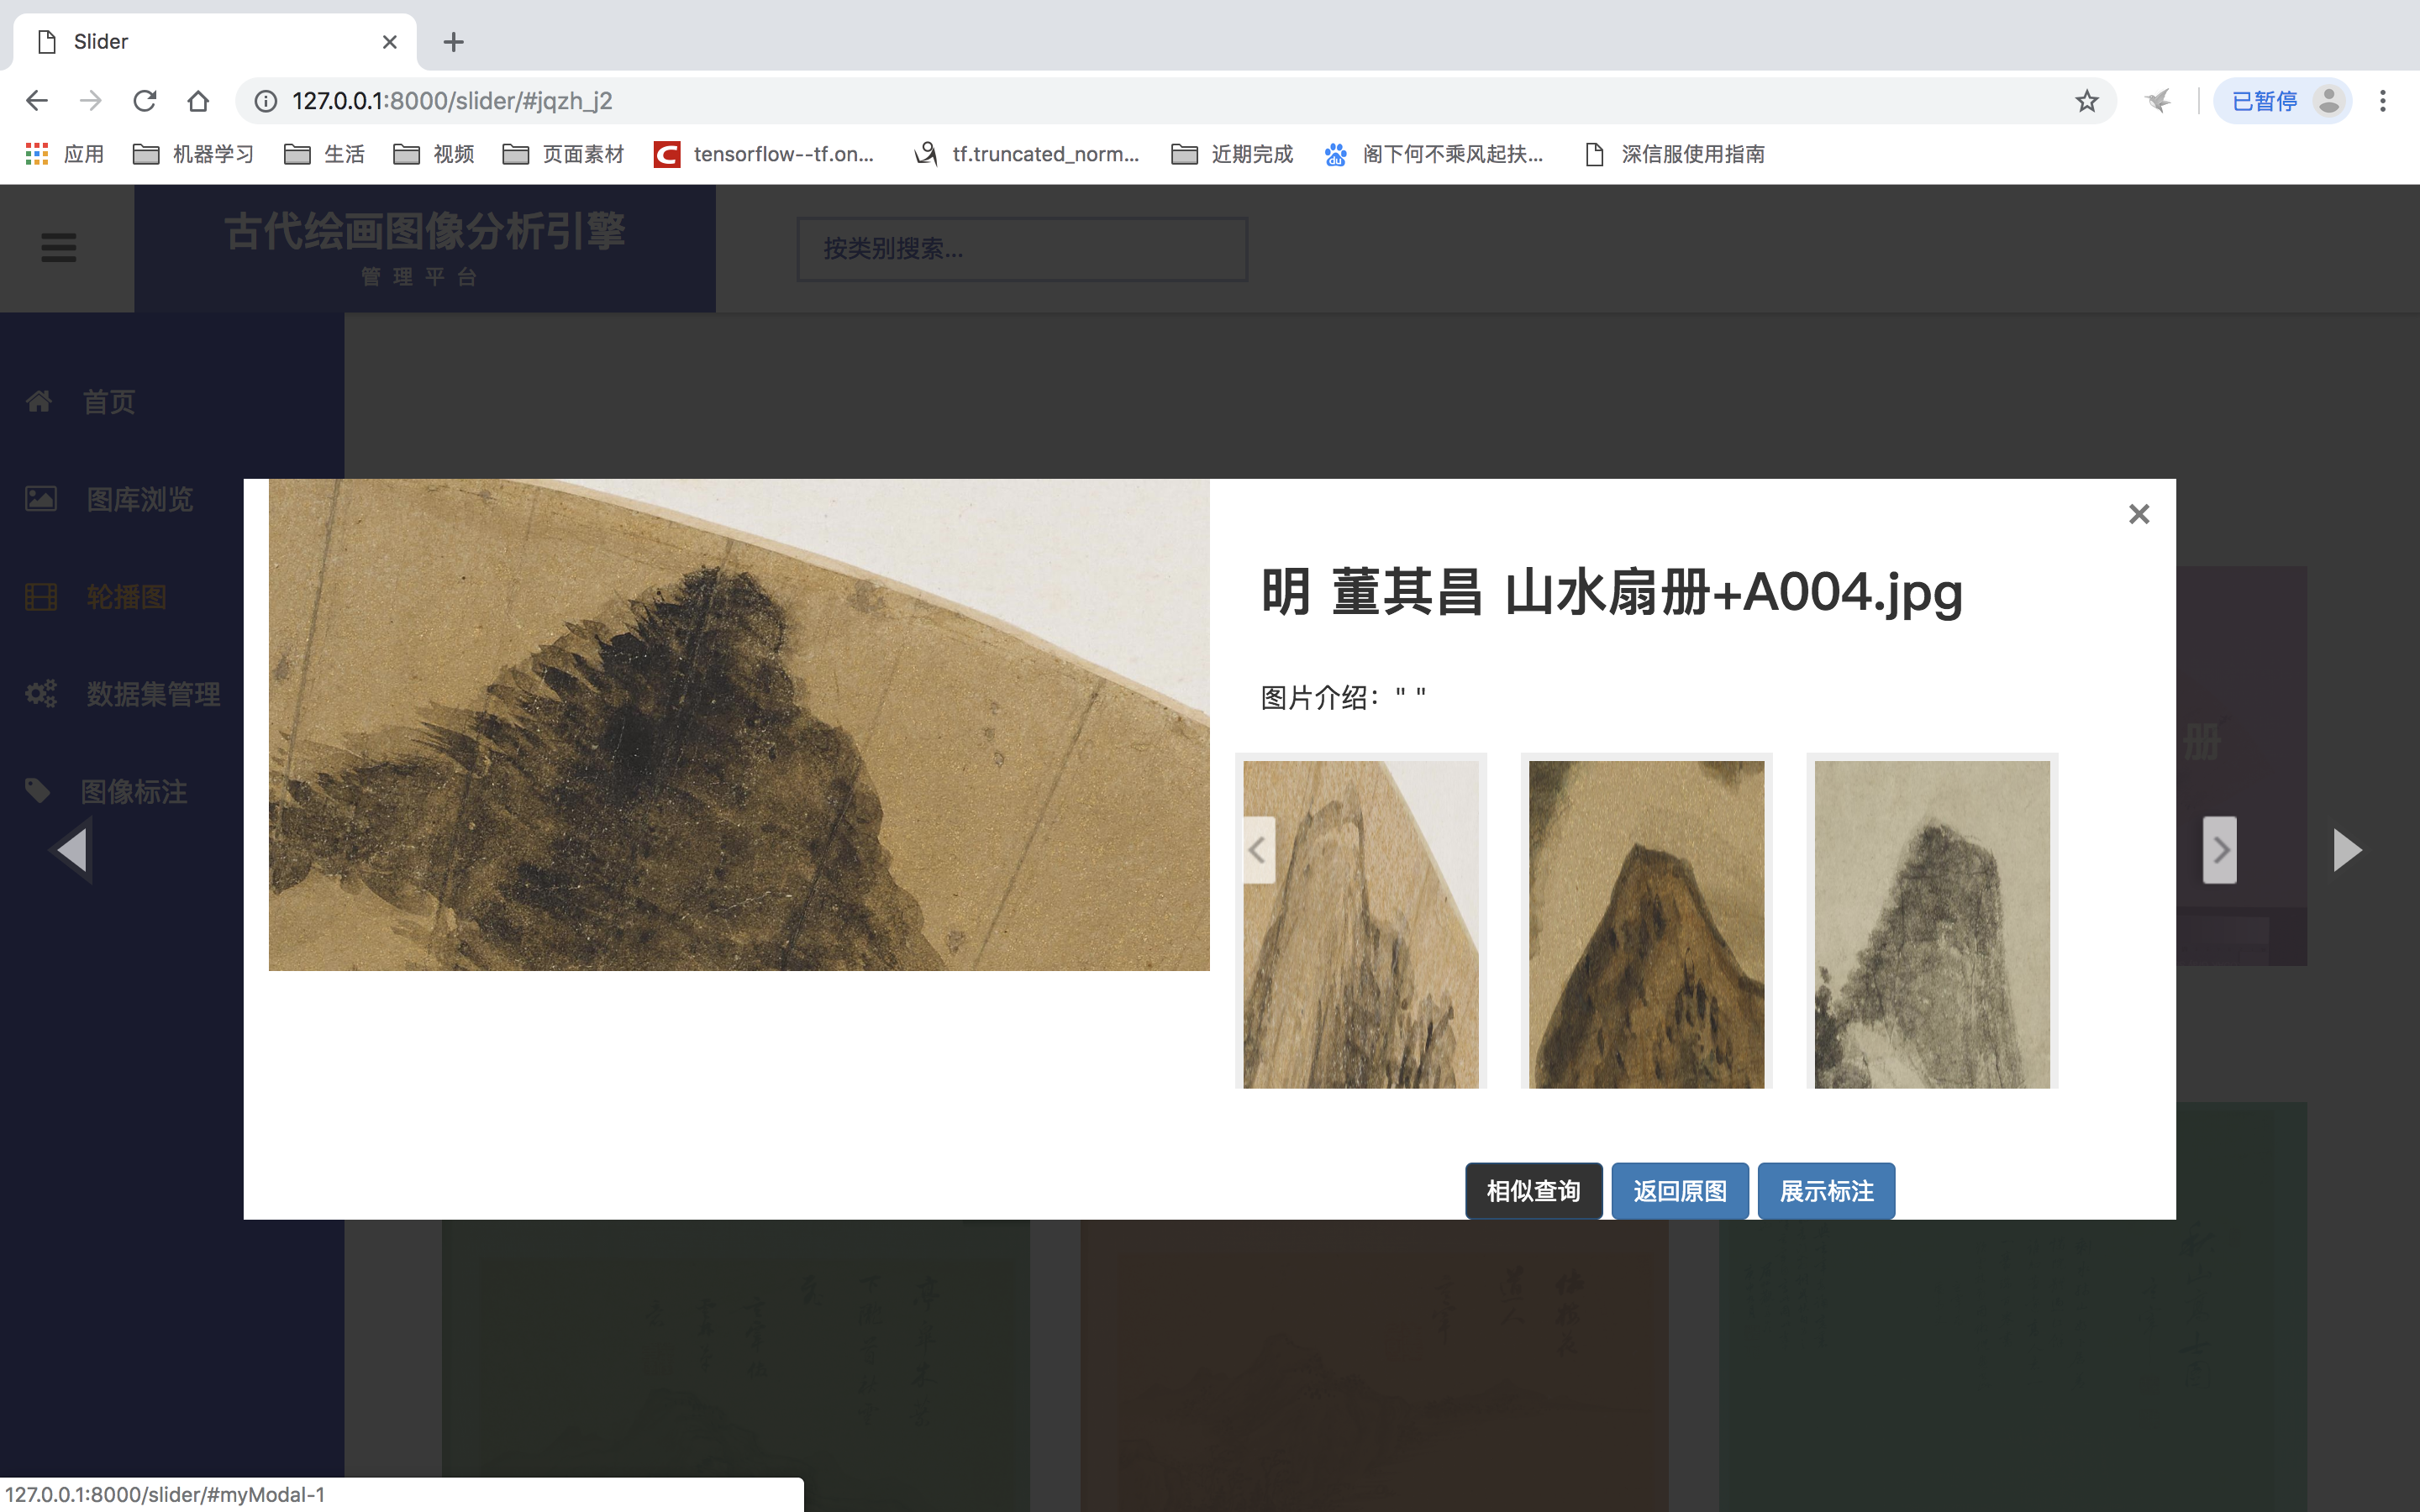 Slider
127.0.0.1:8000/slider/#jqzh_j2
已暂停
应用 机器学习 生活 视频 页面素材 tensorflow--tf.on... tf.truncated_norm... 近期完成 阁下何不乘风起扶... 深信服使用指南
古代绘画图像分析引擎
管理平台
按类别搜索...
首页
图库浏览
轮播图
数据集管理
图像标注
明 董其昌 山水扇册+A004.jpg
图片介绍：" "
册
相似查询 返回原图 展示标注
127.0.0.1:8000/slider/#myModal-1